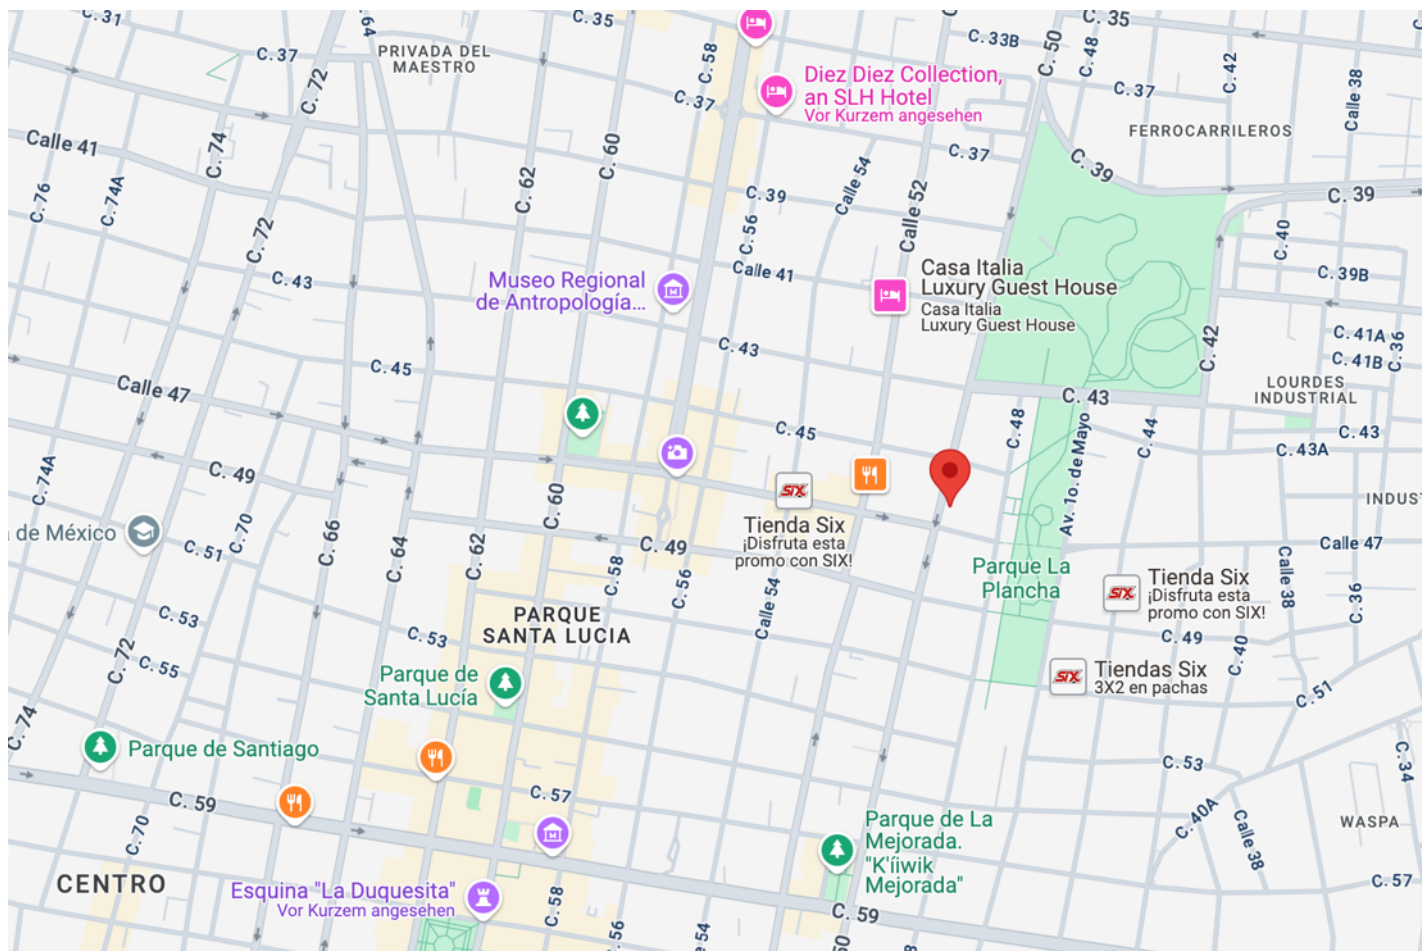 C. 31
64
C. 35
C. 58
C. 33B
C. 50
C. 48
C. 35
C. 37
PRIVADA DEL
MAESTRO
C. 72
C. 42
Calle 38
Diez Diez Collection,
an SLH Hotel
Vor Kurzem angesehen
C. 37
C. 37
FERROCARRILEROS
Calle 41
C. 74
C. 60
C. 37
C. 39
C. 76
C. 74A
C. 62
C. 39
Calle 54
Calle 52
C. 39
C. 72
C. 56
C. 40
Calle 41
C. 39B
C. 43
Museo Regional
de Antropología...
Casa Italia
Luxury Guest House
Casa Italia
Luxury Guest House
C. 41A
C. 36
C. 43
C. 42
C. 41B
C. 45
Calle 47
C. 43
LOURDES
INDUSTRIAL
C. 45
C. 48
Av. 1o. de Mayo
C. 44
C. 43
C. 43A
C. 74A
C. 49
SIX
Tienda Six
¡Disfruta esta
promo con SIX!
INDUST
C. 60
a de México
C. 70
C. 51
C. 66
C. 64
C. 62
C. 49
C. 58
C. 56
Calle 54
Calle 47
Parque La
Plancha
SIX
Tienda Six
¡Disfruta esta
promo con SIX!
Calle 38
C. 36
C. 53
PARQUE
SANTA LUCIA
C. 53
C. 49
C. 40
C. 72
C. 55
Parque de
Santa Lucía
SIX
Tiendas Six
3X2 en pachas
C. 51
C. 74
Parque de Santiago
C. 53
C. 34
C. 59
C. 57
C. 70
Parque de La
Mejorada.
"K'íiwik
Mejorada"
C. 40A
Calle 38
WASPA
CENTRO
Esquina "La Duquesita"
Vor Kurzem angesehen
C. 58
C. 57
C. 59
C. 56
54
50